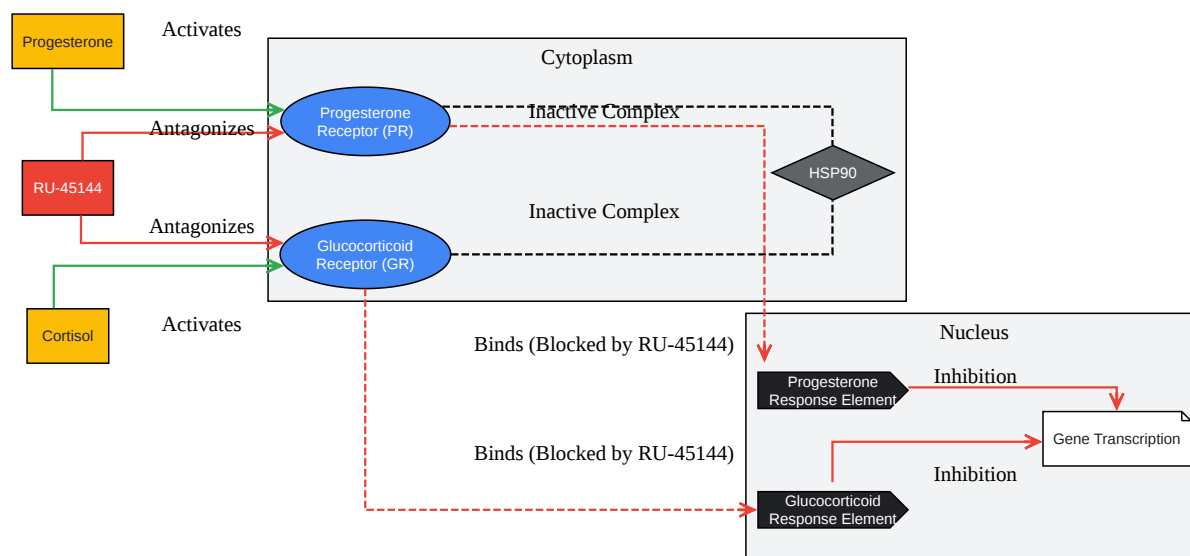 Activates
Progesterone
Cytoplasm
Progesterone
Receptor (PR)
Inactive Complex
Antagonizes
HSP90
RU-45144
Antagonizes
Inactive Complex
Glucocorticoid
Receptor (GR)
Activates
Cortisol
Nucleus
Binds (Blocked by RU-45144)
Progesterone
Response Element
Inhibition
Gene Transcription
Binds (Blocked by RU-45144)
Inhibition
Glucocorticoid
Response Element